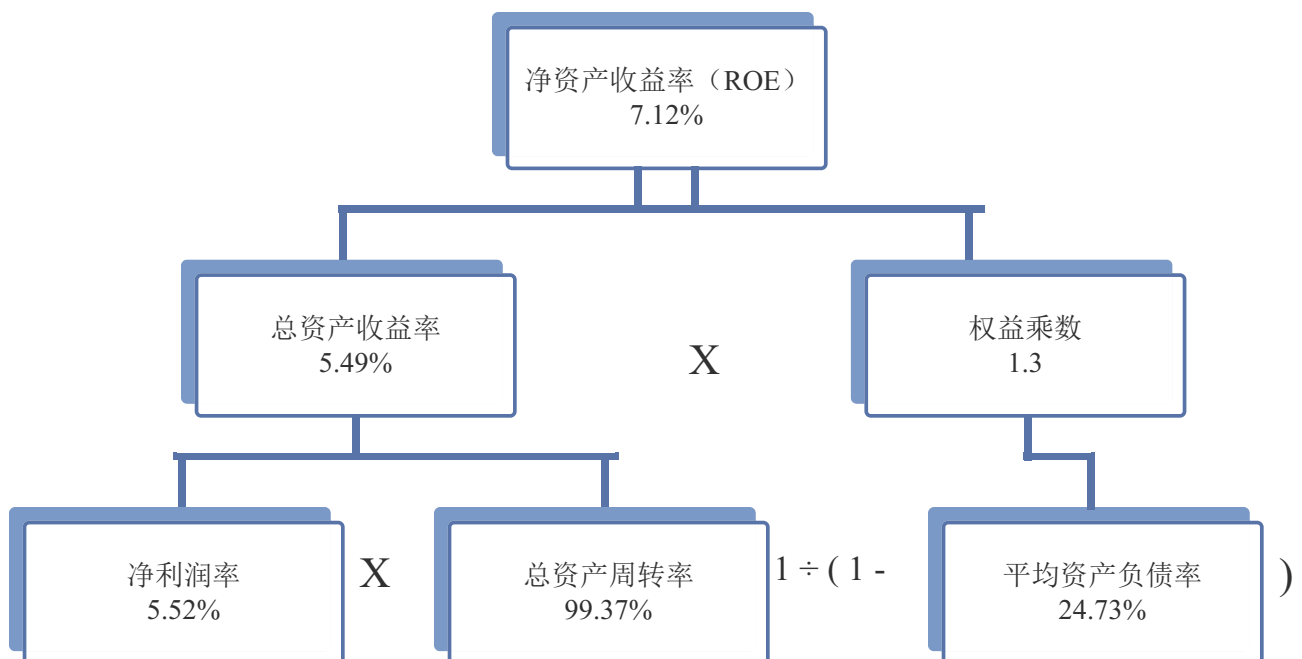 净资产收益率（ROE）
7.12%
总资产收益率
5.49%
X
权益乘数
1.3
净利润率
5.52%
X
总资产周转率
99.37%
1 ÷ ( 1 -
平均资产负债率
24.73%
)